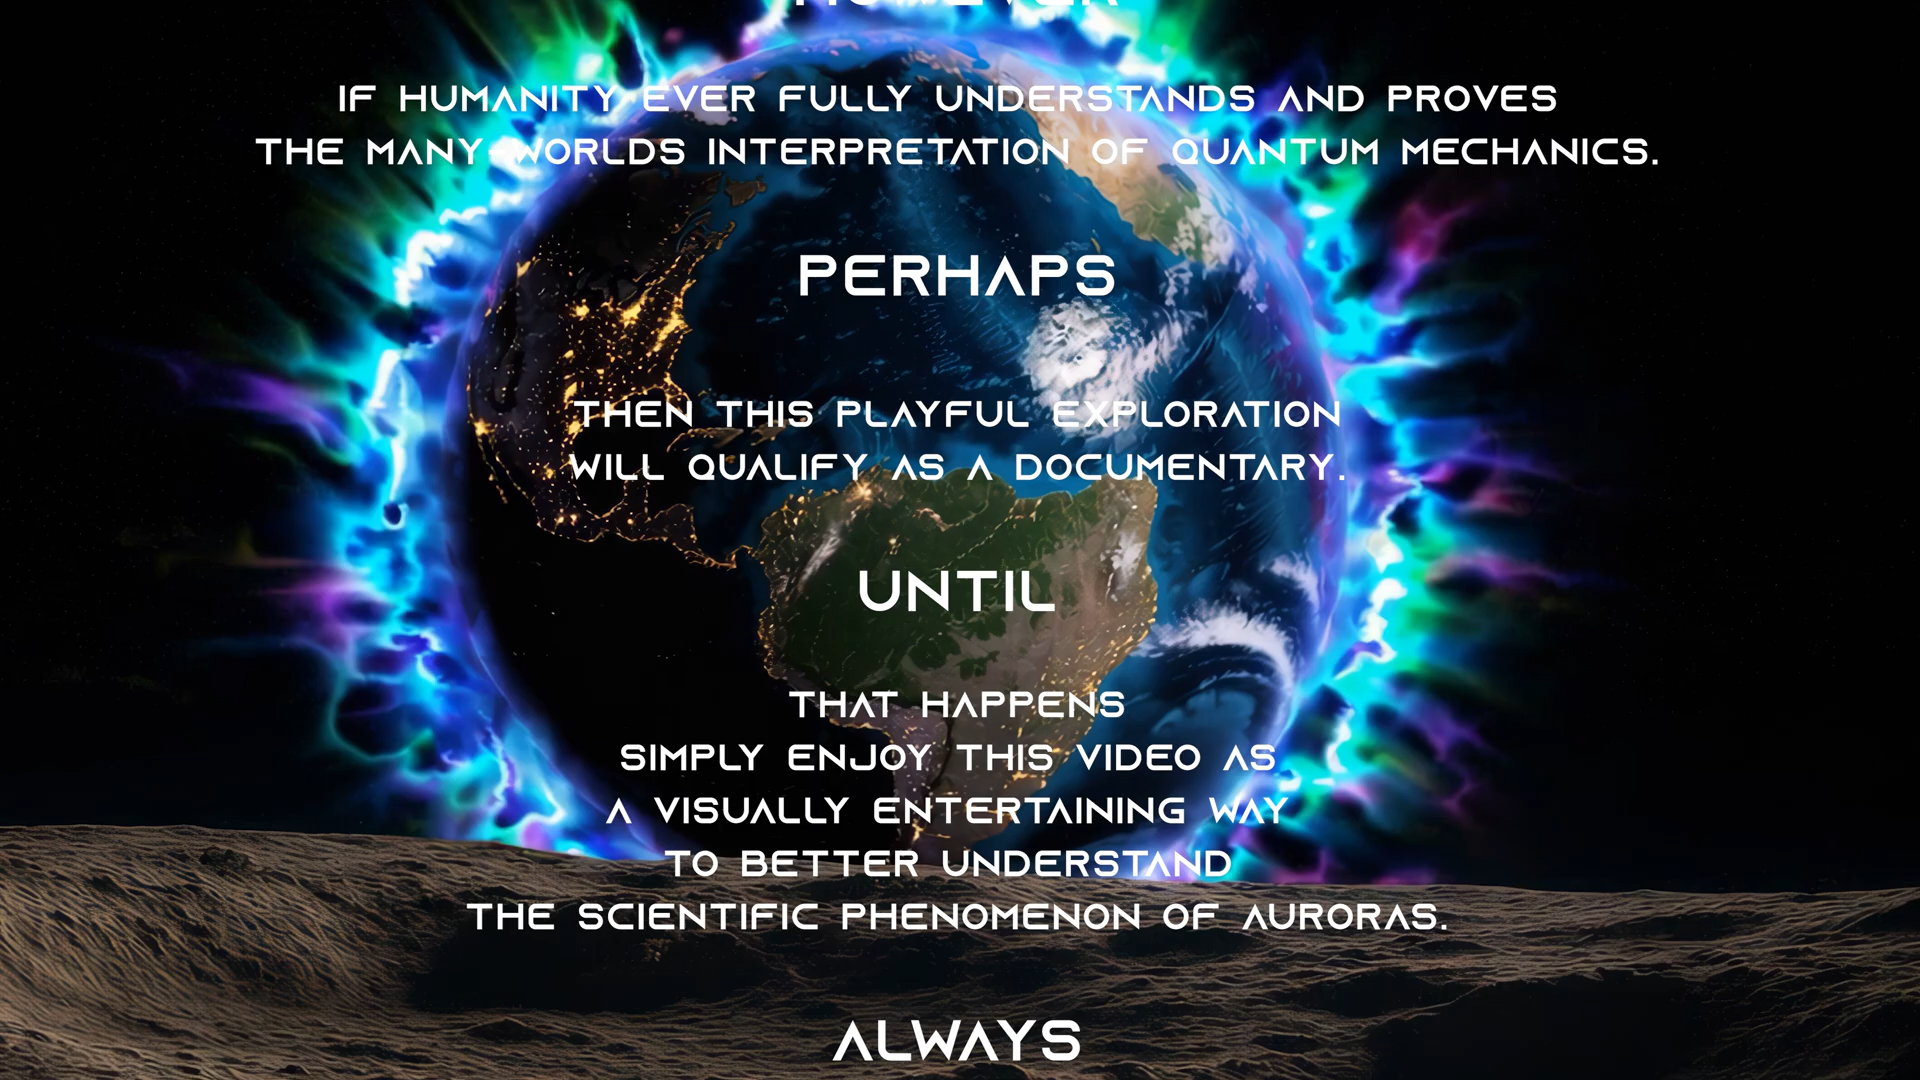 HOWEVER
IF HUMANITY EVER FULLY UNDERSTANDS AND PROVES
THE MANY-WORLDS INTERPRETATION OF QUANTUM MECHANICS.
PERHAPS
THEN THIS PLAYFUL EXPLORATION
WILL QUALIFY AS A DOCUMENTARY.
UNTIL
THAT HAPPENS
SIMPLY ENJOY THIS VIDEO AS
A VISUALLY ENTERTAINING WAY
TO BETTER UNDERSTAND
THE SCIENTIFIC PHENOMENON OF AURORAS.
ALWAYS